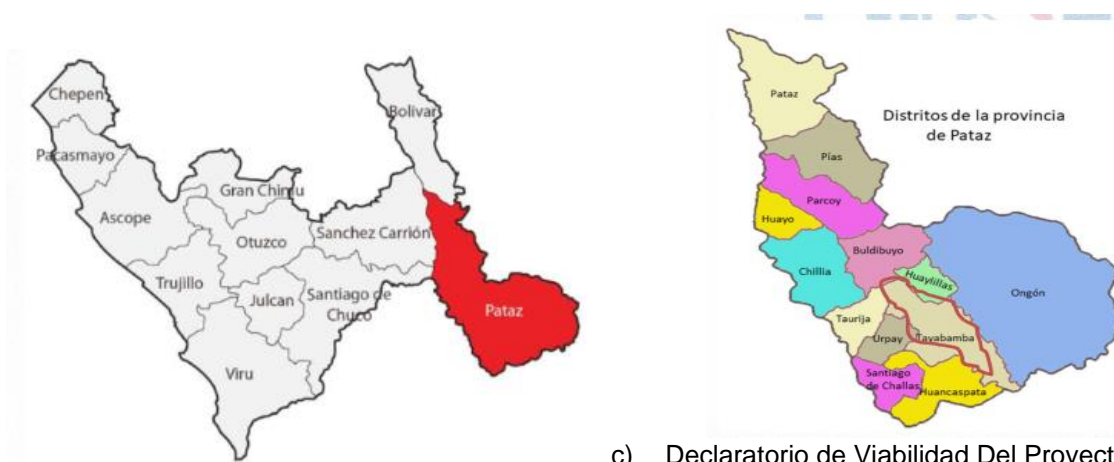 Chepen
Pacasmayo
Ascope
Gran Chimu
Otuzco
Sanchez Carrión
Bolivar
Trujillo
Julcan
Santiago de
Chuco
Viru
Pataz
Distritos de la provincia
de Pataz
Pataz
Pías
Parcoy
Huayo
Buldibuyo
Chillia
Huaylillas
Ongón
Taurija
Urpay
Tayabamba
Santiago
de Challas
Huancaspata
c) Declaratorio de Viabilidad Del Proyect